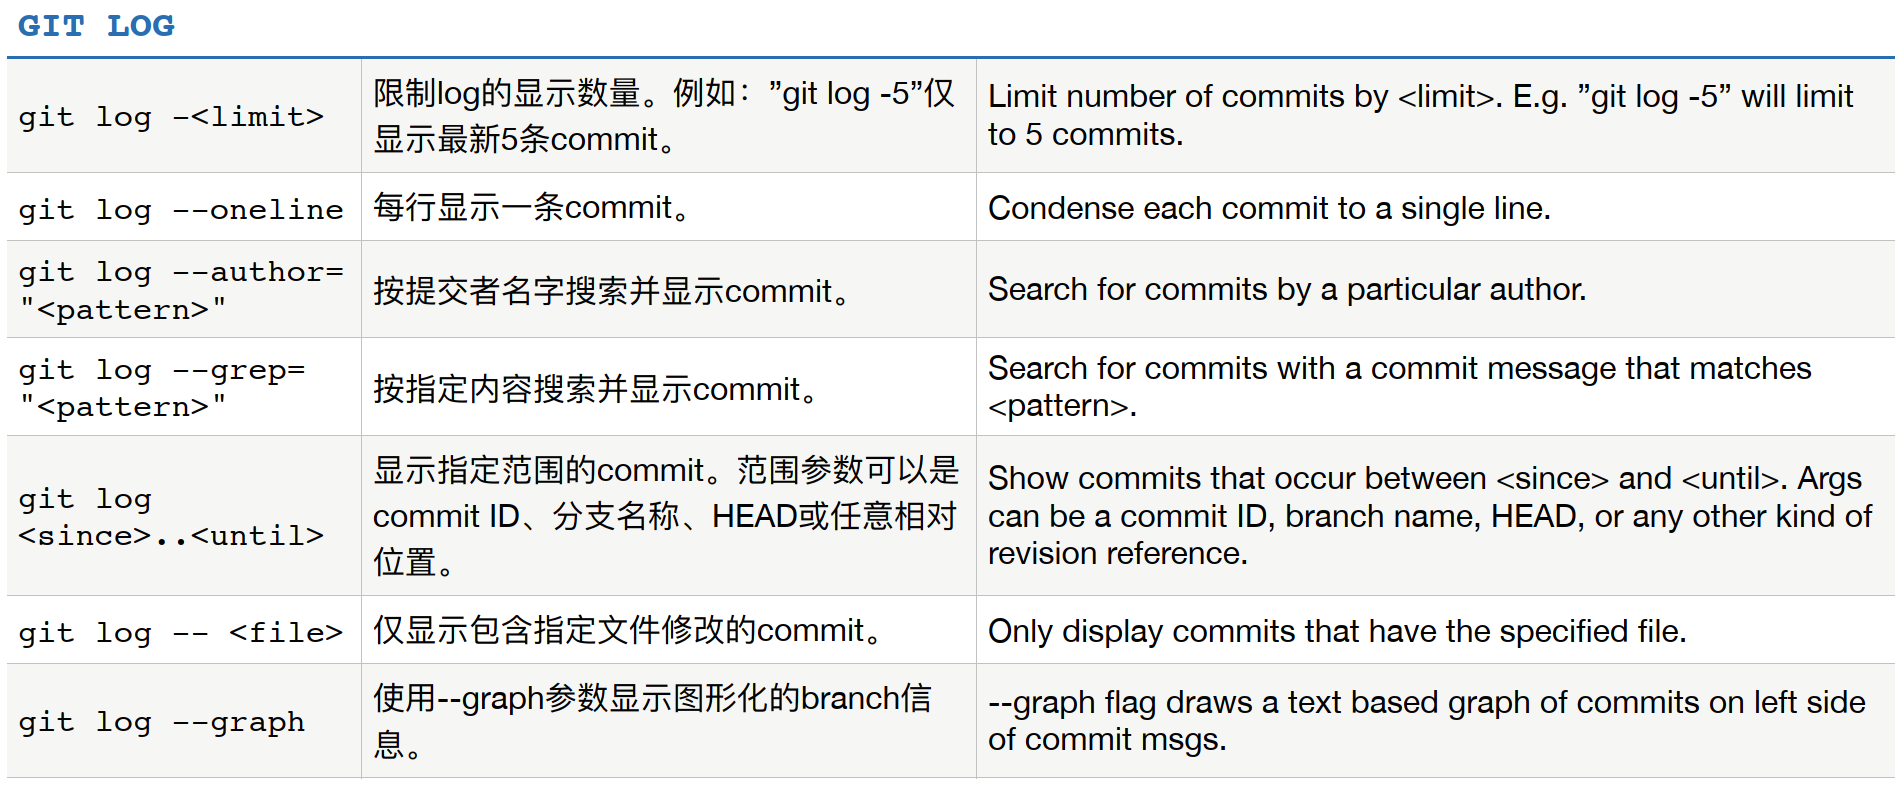 GIT LOG
git log -<limit>
限制log的显示数量。例如：”git log -5”仅
显示最新5条commit。
Limit number of commits by <limit>. E.g. ”git log -5” will limit
to 5 commits.
git log --oneline
每行显示一条commit。
Condense each commit to a single line.
git log --author=
"<pattern>"
按提交者名字搜索并显示commit。
Search for commits by a particular author.
git log --grep=
"<pattern>"
按指定内容搜索并显示commit。
Search for commits with a commit message that matches
<pattern>.
git log
<since>..<until>
显示指定范围的commit。范围参数可以是
commit ID、分支名称、HEAD或任意相对
位置。
Show commits that occur between <since> and <until>. Args
can be a commit ID, branch name, HEAD, or any other kind of
revision reference.
git log -- <file>
仅显示包含指定文件修改的commit。
Only display commits that have the specified file.
git log --graph
使用--graph参数显示图形化的branch信
息。
--graph flag draws a text based graph of commits on left side
of commit msgs.